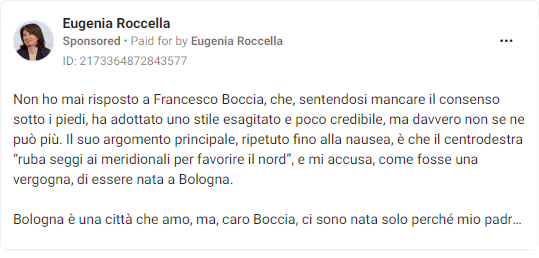 Eugenia Roccella
Sponsored • Paid for by Eugenia Roccella
ID: 2173364872843577
Non ho mai risposto a Francesco Boccia, che, sentendosi mancare il consenso
sotto i piedi, ha adottato uno stile esagitato e poco credibile, ma davvero non se ne
può più. Il suo argomento principale, ripetuto fino alla nausea, è che il centrodestra
“ruba seggi ai meridionali per favorire il nord”, e mi accusa, come fosse una
vergogna, di essere nata a Bologna.
Bologna è una città che amo, ma, caro Boccia, ci sono nata solo perché mio padr...